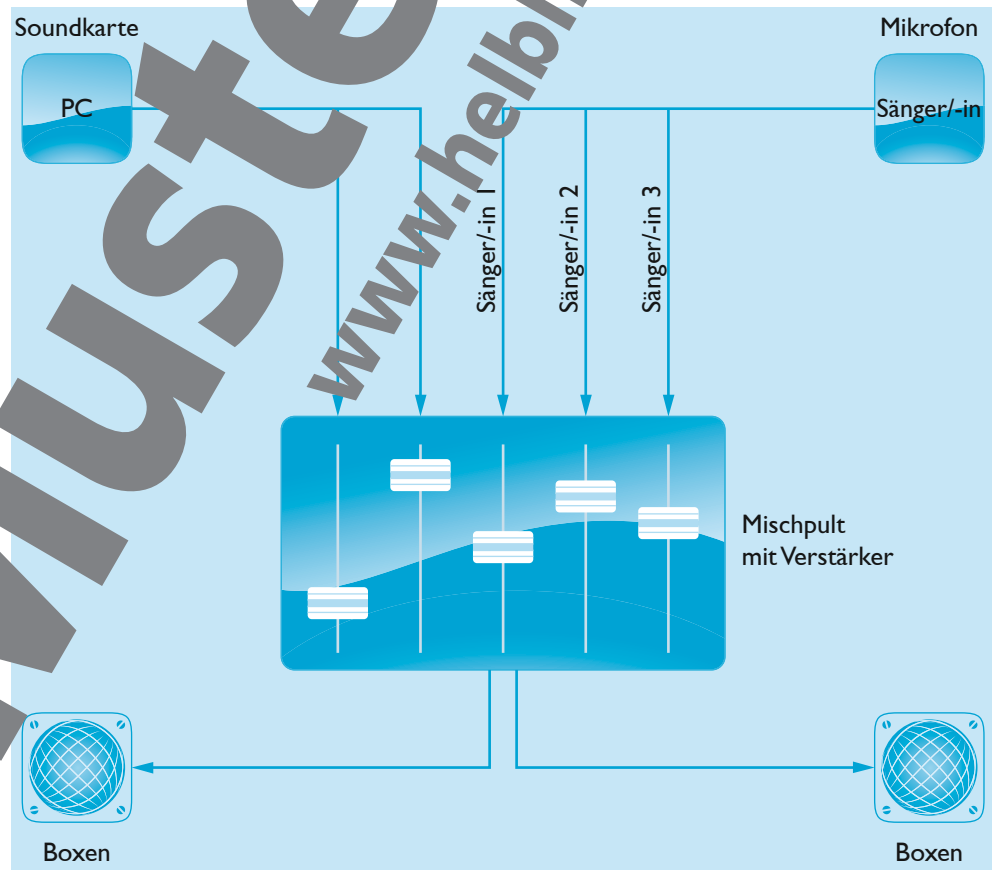 Soundkarte
Mikrofon
PC
Sänger/-in
Sänger/-in 1
Sänger/-in 2
Sänger/-in 3
Mischpult
mit Verstärker
Boxen
Boxen